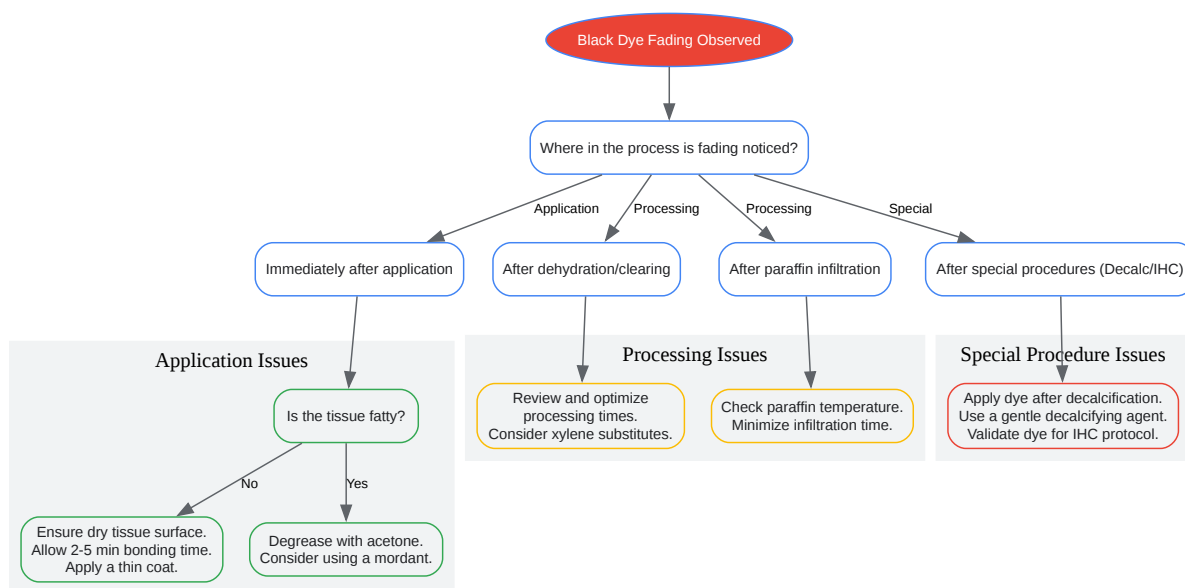 Black Dye Fading Observed
Where in the process is fading noticed?
Application
Processing
Processing
Special
Immediately after application
After dehydration/clearing
After paraffin infiltration
After special procedures (Decalc/IHC)
Application Issues
Processing Issues
Special Procedure Issues
Is the tissue fatty?
Review and optimize
processing times.
Consider xylene substitutes.
Check paraffin temperature.
Minimize infiltration time.
Apply dye after decalcification.
Use a gentle decalcifying agent.
Validate dye for IHC protocol.
No
Yes
Ensure dry tissue surface.
Allow 2-5 min bonding time.
Apply a thin coat.
Degrease with acetone.
Consider using a mordant.